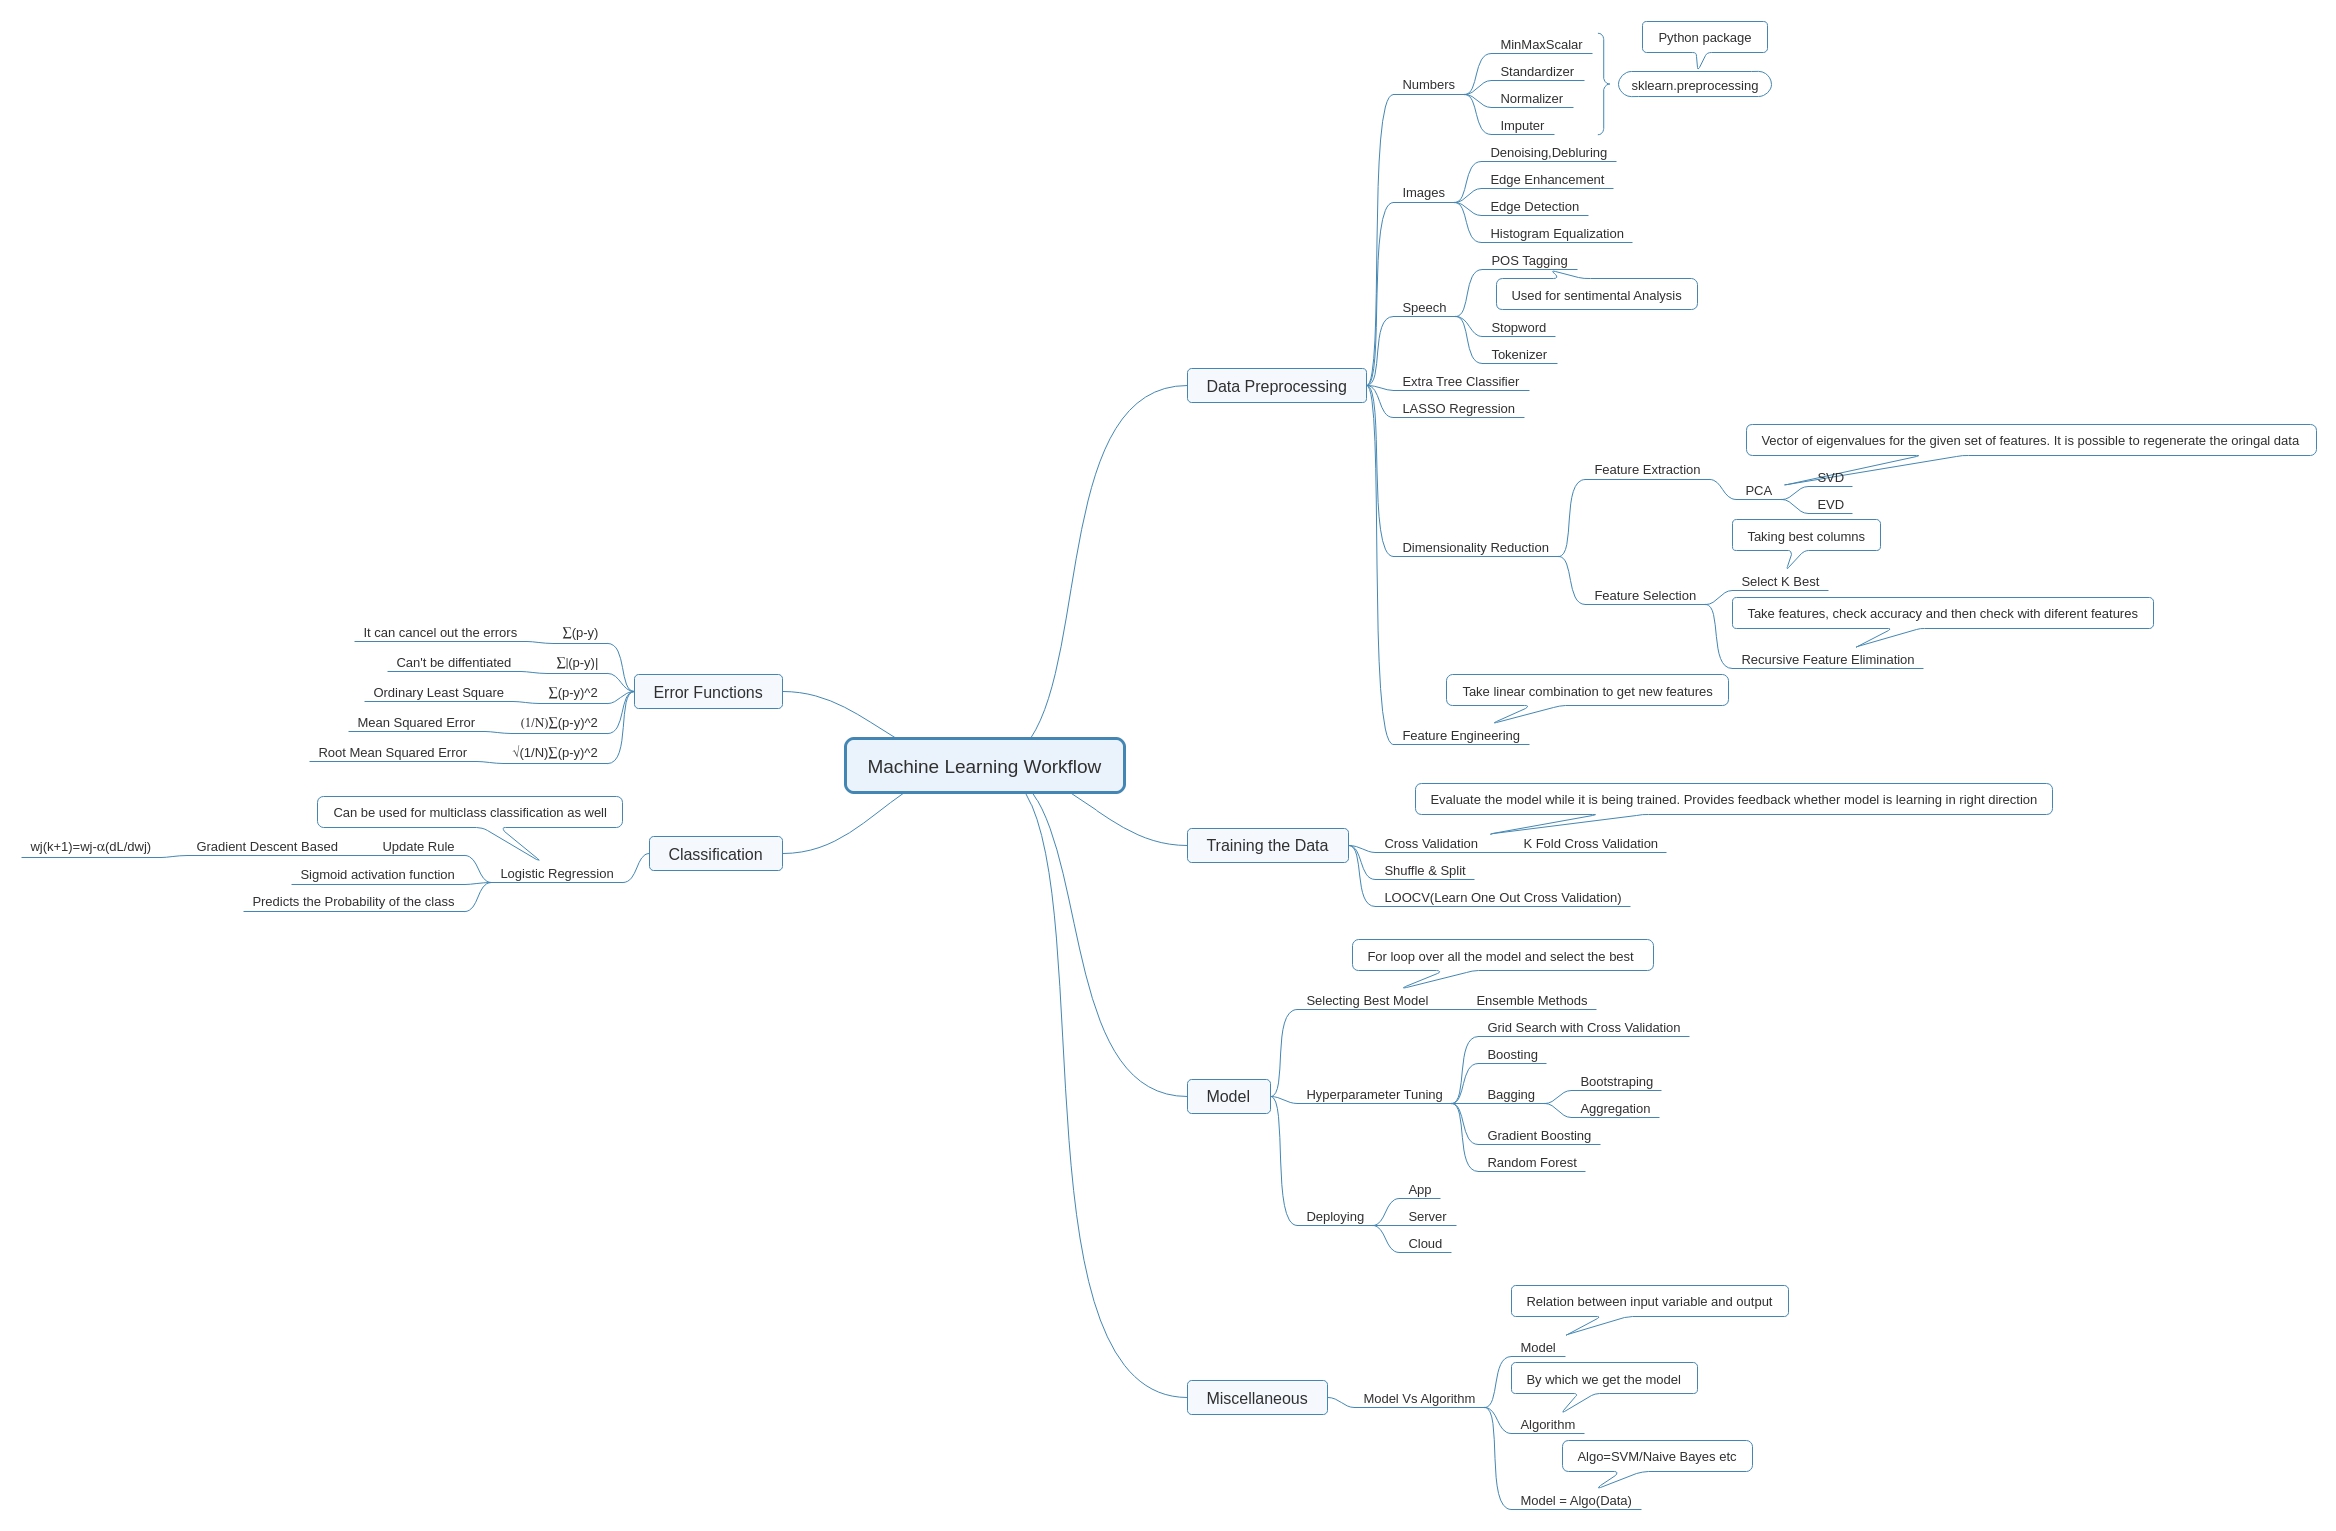 Machine Learning Workflow
Data Preprocessing
Numbers
MinMaxScalar
Standardizer
Normalizer
Imputer
Python package
sklearn.preprocessing
Images
Denoising,Debluring
Edge Enhancement
Edge Detection
Histogram Equalization
Speech
POS Tagging
Used for sentimental Analysis
Stopword
Tokenizer
Extra Tree Classifier
LASSO Regression
Dimensionality Reduction
Feature Extraction
Vector of eigenvalues for the given set of features. It is possible to regenerate the oringal data
PCA
SVD
EVD
Feature Selection
Taking best columns
Select K Best
Take features, check accuracy and then check with diferent features
Recursive Feature Elimination
Take linear combination to get new features
Feature Engineering
Training the Data
Evaluate the model while it is being trained. Provides feedback whether model is learning in right direction
Cross Validation
K Fold Cross Validation
Shuffle & Split
LOOCV(Learn One Out Cross Validation)
Model
For loop over all the model and select the best
Selecting Best Model
Ensemble Methods
Hyperparameter Tuning
Grid Search with Cross Validation
Boosting
Bagging
Bootstraping
Aggregation
Gradient Boosting
Random Forest
Deploying
App
Server
Cloud
Miscellaneous
Model Vs Algorithm
Relation between input variable and output
Model
By which we get the model
Algorithm
Algo=SVM/Naive Bayes etc
Model = Algo(Data)
Error Functions
∑(p-y)
It can cancel out the errors
∑|(p-y)|
Can't be diffentiated
∑(p-y)^2
Ordinary Least Square
(1/N)∑(p-y)^2
Mean Squared Error
√(1/N)∑(p-y)^2
Root Mean Squared Error
Classification
Can be used for multiclass classification as well
Logistic Regression
Update Rule
Gradient Descent Based
wj(k+1)=wj-α(dL/dwj)
Sigmoid activation function
Predicts the Probability of the class